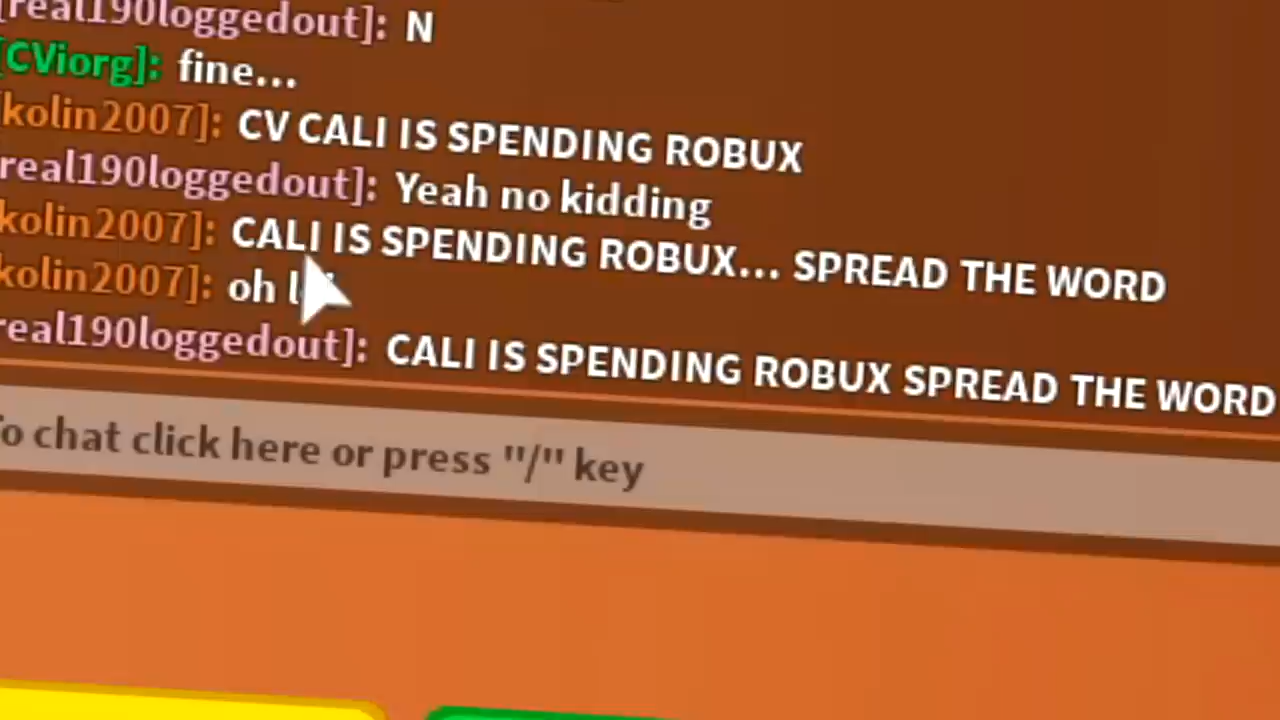 [real190loggedout]: N
[CViorg]: fine...
[kolin2007]: CV CALI IS SPENDING ROBUX
real190loggedout]: Yeah no kidding
kolin2007]: CALI IS SPENDING ROBUX... SPREAD THE WORD
kolin2007]: oh
real190loggedout]: CALI IS SPENDING ROBUX SPREAD THE WORD
To chat click here or press "/" key